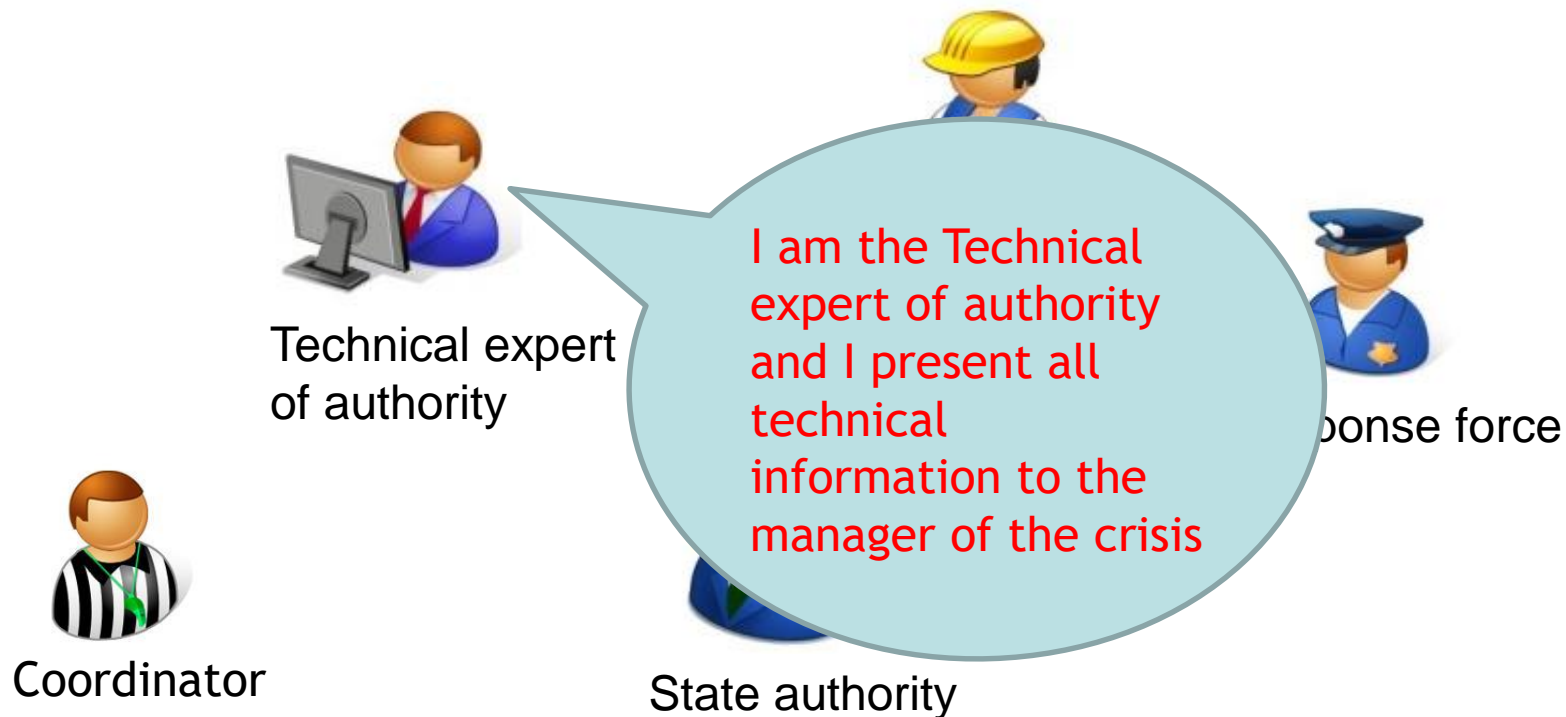 I am the Technical
expert of authority
and I present all
technical
information to the
manager of the crisis
Technical expert
of authority
force
Coordinator
State authority